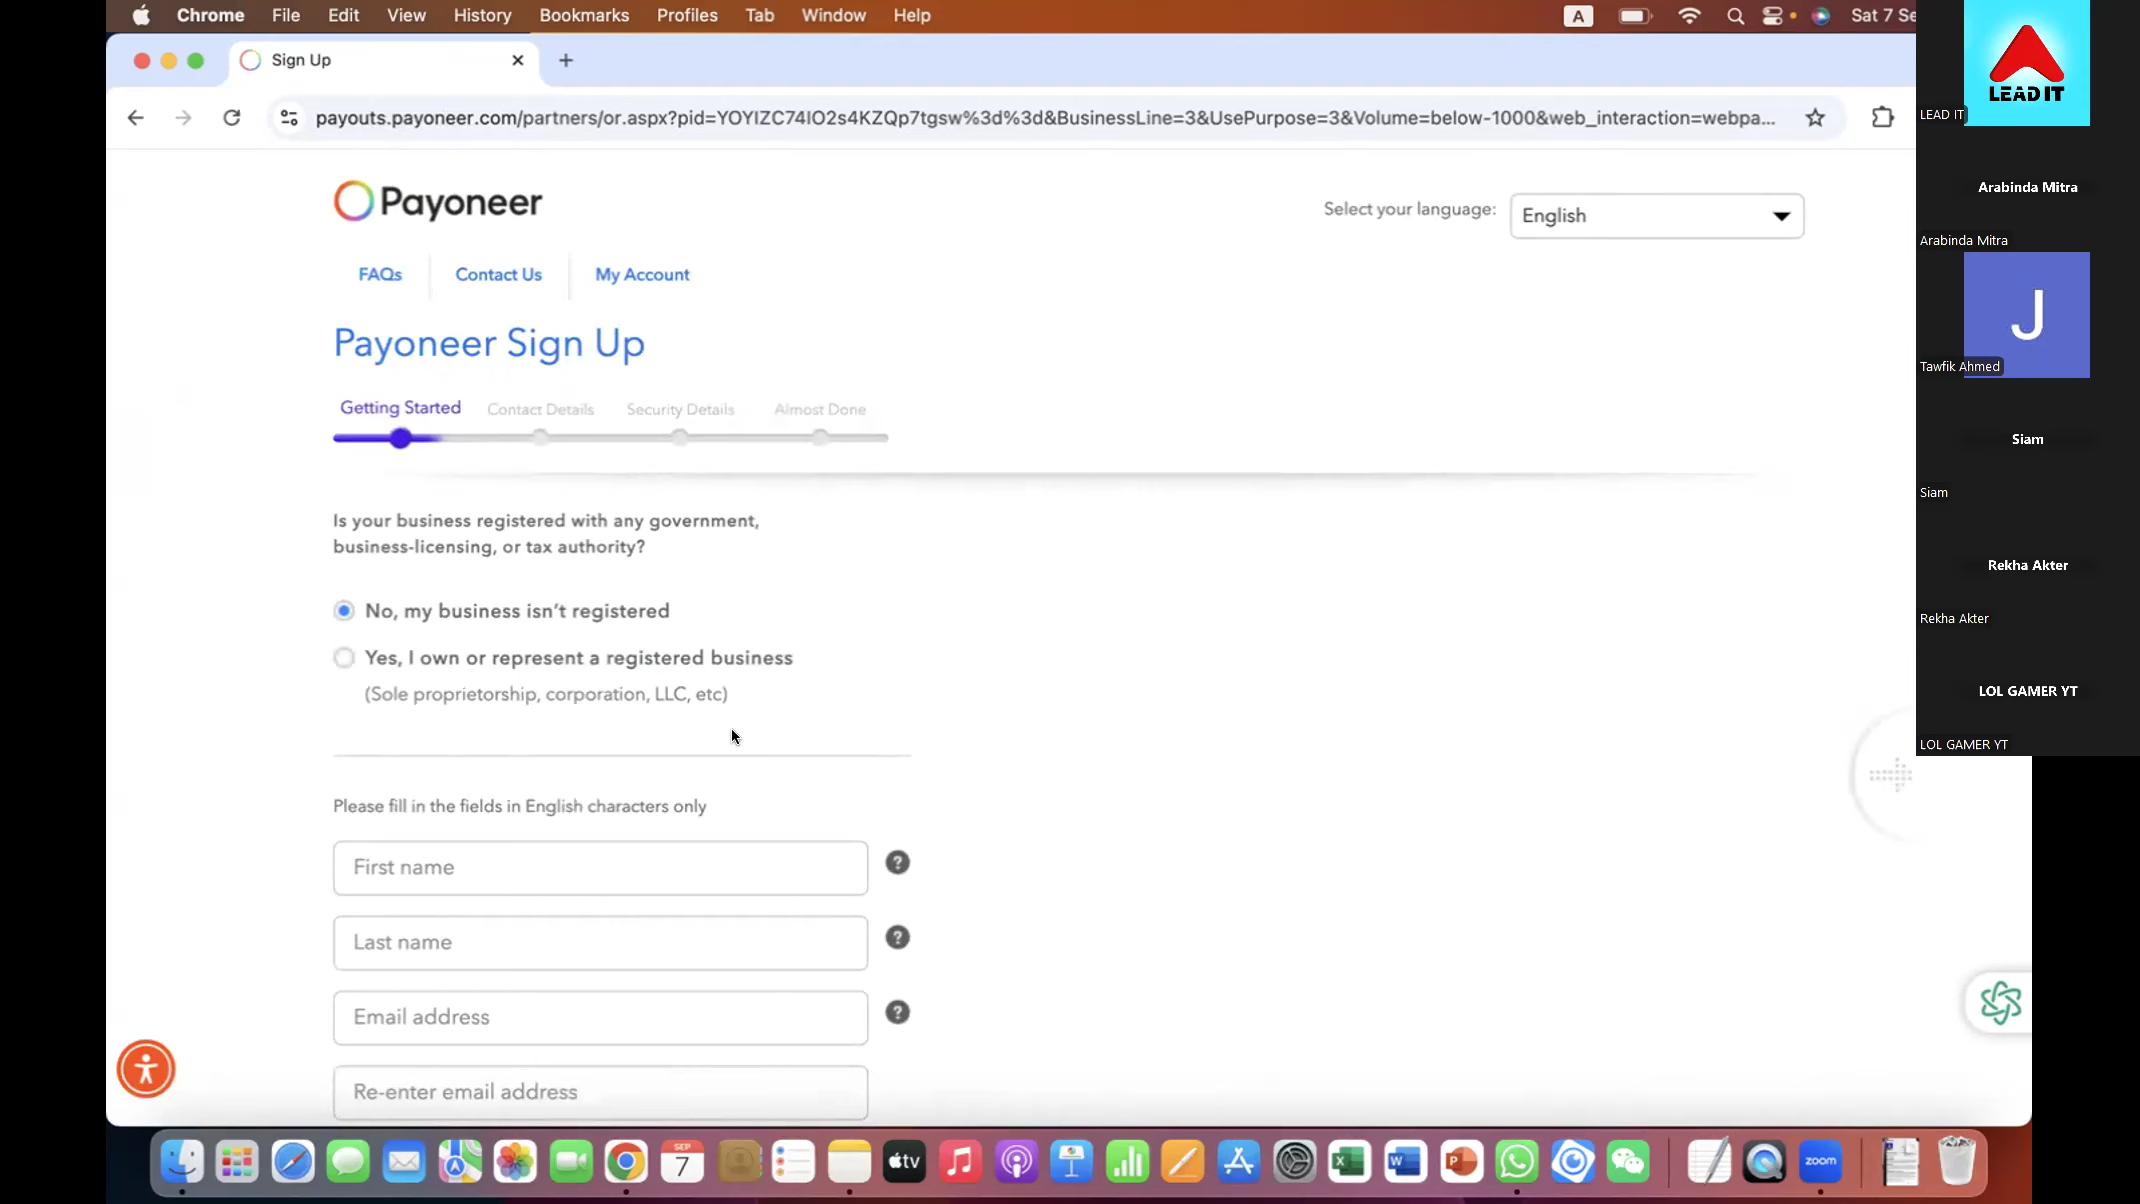 Chrome File Edit View History Bookmarks Profiles Tab Window Help
A
Sat 7 Se
Sign Up
payouts.payoneer.com/partners/or.aspx?pid=YOYIZC74IO2s4KZQp7tgsw%3d%3d&BusinessLine=3&UsePurpose=3&Volume=below-1000&web_interaction=webpa...
Payoneer
Select your language:
English
FAQs
Contact Us
My Account
Payoneer Sign Up
Getting Started
Contact Details
Security Details
Almost Done
Is your business registered with any government,
business-licensing, or tax authority?
No, my business isn't registered
Yes, I own or represent a registered business
(Sole proprietorship, corporation, LLC, etc)
Please fill in the fields in English characters only
First name
?
Last name
?
Email address
?
Re-enter email address
LEAD IT
LEAD IT
Arabinda Mitra
Arabinda Mitra
J
Tawfik Ahmed
Siam
Siam
Rekha Akter
Rekha Akter
LOL GAMER YT
LOL GAMER YT
SEP
7
tv
X
W
P
zoom